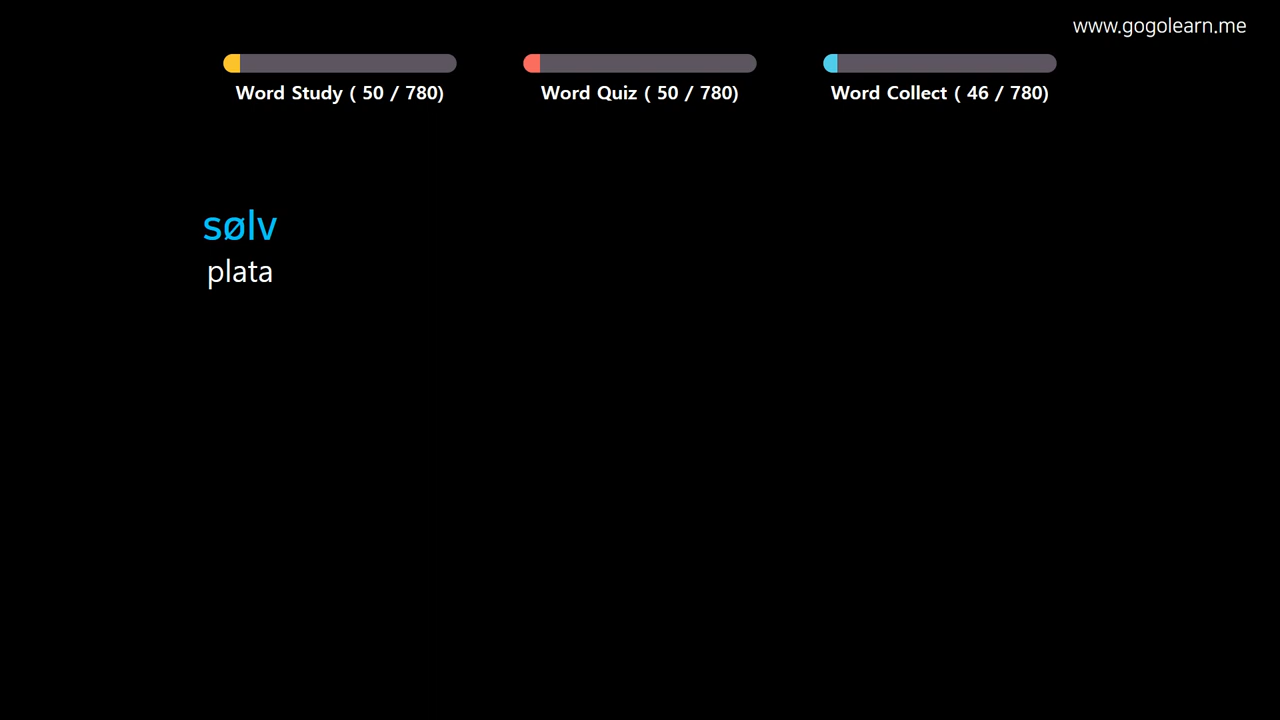 www.gogolearn.me
Word Study ( 50 / 780)
Word Quiz ( 50 / 780)
Word Collect ( 46 / 780)
sølv
plata